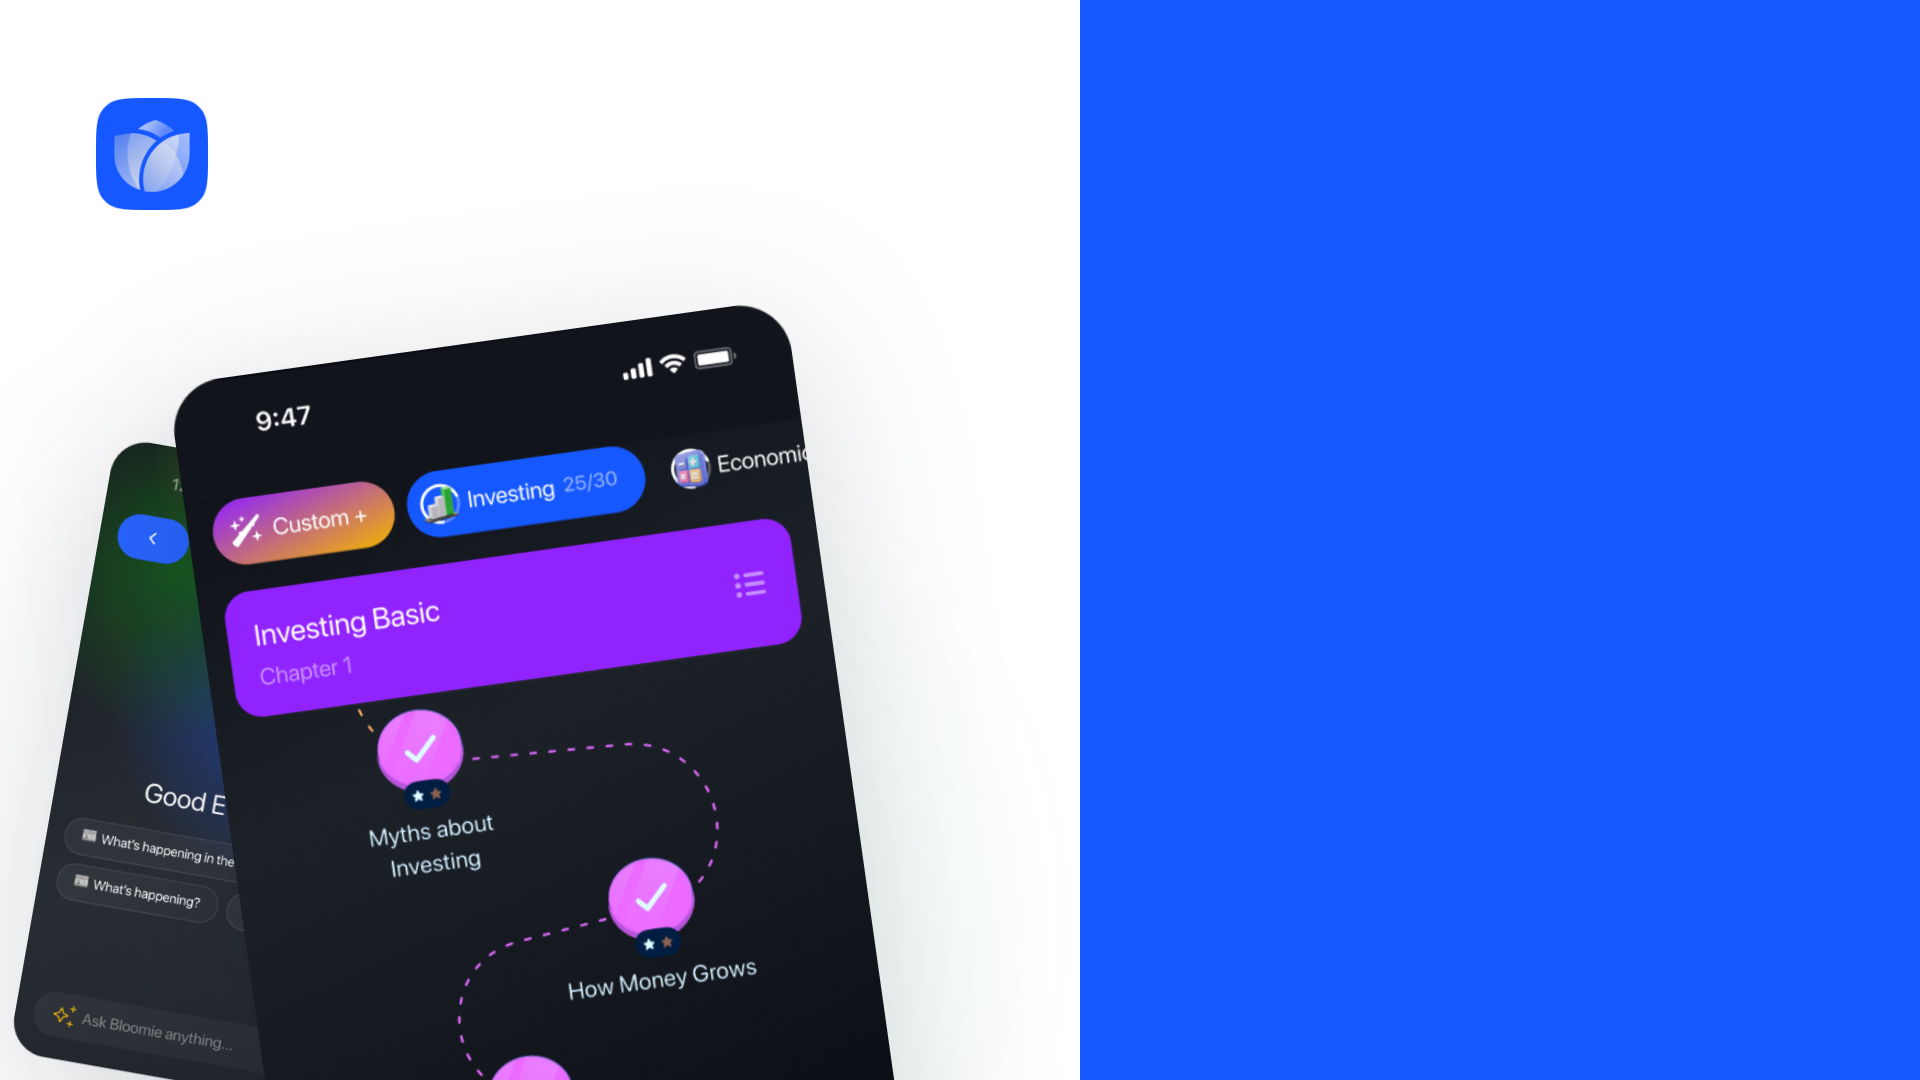 9:47
Custom +
Investing 25/30
Investing Basic
Chapter 1
Myths about
Investing
How Money Grows
Good
What's happening in the
What's happening?
Ask Bloomie anything...